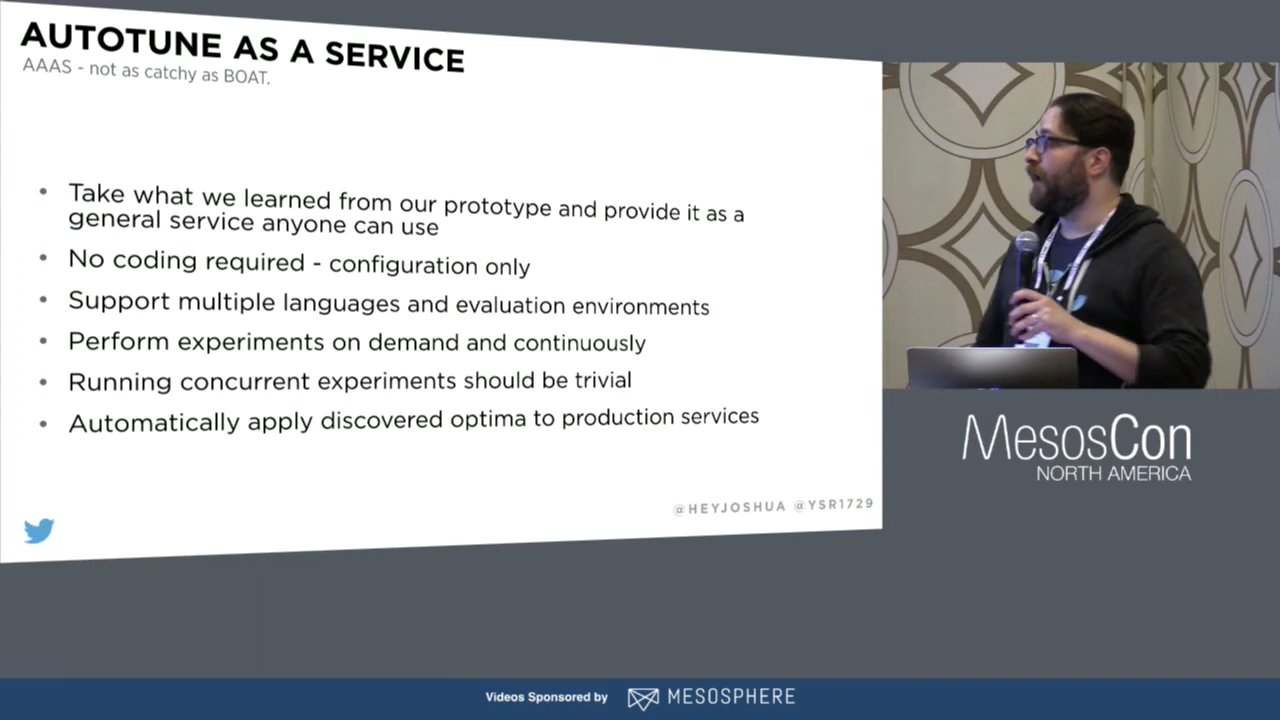 AUTOTUNE AS A SERVICE
AAAS - not as catchy as BOAT.
• Take what we learned from our prototype and provide it as a
general service anyone can use
• No coding required - configuration only
• Support multiple languages and evaluation environments
• Perform experiments on demand and continuously
• Running concurrent experiments should be trivial
• Automatically apply discovered optima to production services
@HEYJOSHUA @YSR1729
MesosCon
NORTH AMERICA
Videos Sponsored by MESOSPHERE